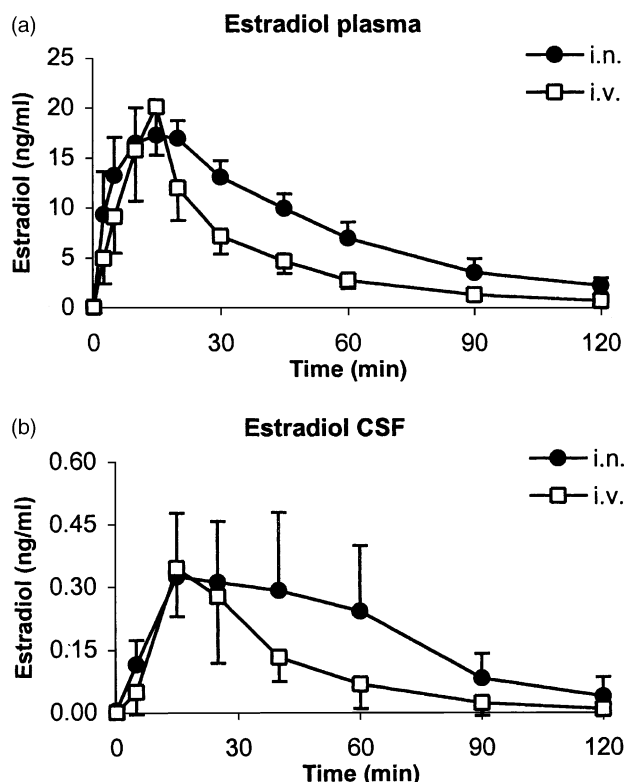 (a)
Estradiol plasma
i.n.
i.v.
Estradiol (ng/ml)
25
20
15
10
5
0
0 30 60 90 120
Time (min)
(b)
Estradiol CSF
i.n.
i.v.
Estradiol (ng/ml)
0.60
0.45
0.30
0.15
0.00
0 30 60 90 120
Time (min)